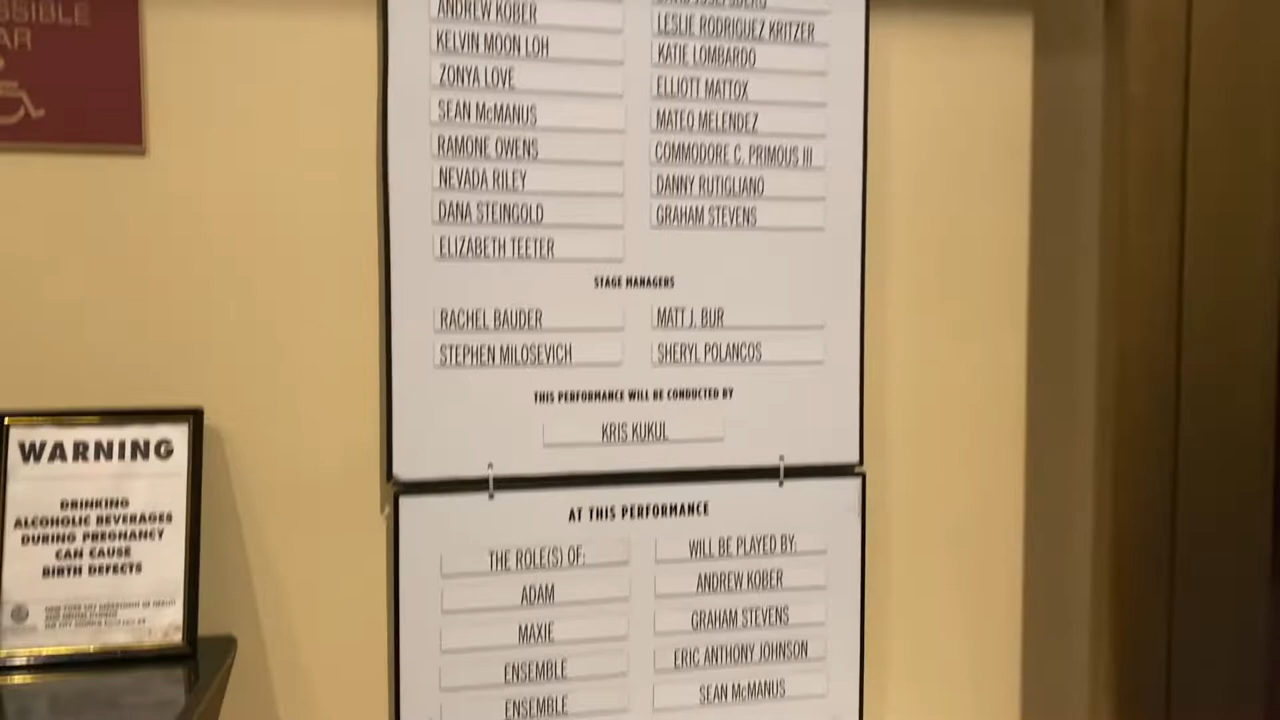 SSIBLE
AR
ANDREW KOBER
KELVIN MOON LOH
ZONYA LOVE
SEAN McMANUS
RAMONE OWENS
NEVADA RILEY
DANA STEINGOLD
ELIZABETH TEETER
LESLIE RODRIGUEZ KRITZER
KATIE LOMBARDO
ELLIOTT MATTOX
MATEO MELENDEZ
COMMODORE C. PRIMOUS III
DANNY RUTIGLIANO
GRAHAM STEVENS
STAGE MANAGERS
RACHEL BAUDER
MATT J. BUR
STEPHEN MILOSEVICH
SHERYL POLANCOS
THIS PERFORMANCE WILL BE CONDUCTED BY
KRIS KUKUL
AT THIS PERFORMANCE
THE ROLE(S) OF:
WILL BE PLAYED BY:
ADAM
ANDREW KOBER
MAXIE
GRAHAM STEVENS
ENSEMBLE
ERIC ANTHONY JOHNSON
ENSEMBLE
SEAN McMANUS
WARNING
DRINKING
ALCOHOLIC BEVERAGES
DURING PREGNANCY
CAN CAUSE
BIRTH DEFECTS